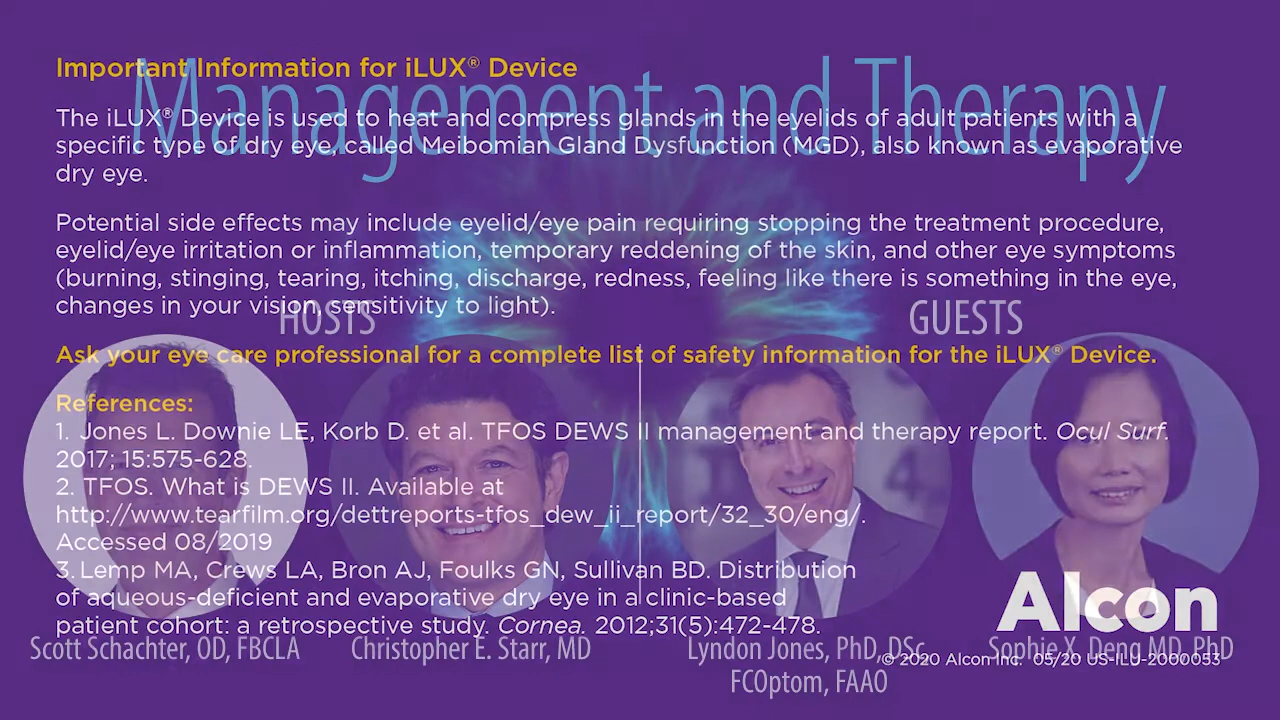 Management and Therapy
Important Information for iLUX® Device
The iLUX® Device is used to heat and compress glands in the eyelids of adult patients with a
specific type of dry eye, called Meibomian Gland Dysfunction (MGD), also known as evaporative
dry eye.
Potential side effects may include eyelid/eye pain requiring stopping the treatment procedure,
eyelid/eye irritation or inflammation, temporary reddening of the skin, and other eye symptoms
(burning, stinging, tearing, itching, discharge, redness, feeling like there is something in the eye,
changes in your vision, sensitivity to light).
HOSTS
GUESTS
Ask your eye care professional for a complete list of safety information for the iLUX® Device.
References:
1. Jones L. Downie LE, Korb D. et al. TFOS DEWS II management and therapy report. Ocul Surf.
2017; 15:575-628.
2. TFOS. What is DEWS II. Available at
http://www.tearfilm.org/dettreports-tfos_dew_ii_report/32_30/eng/.
Accessed 08/2019
3. Lemp MA, Crews LA, Bron AJ, Foulks GN, Sullivan BD. Distribution
of aqueous-deficient and evaporative dry eye in a clinic-based
patient cohort: a retrospective study. Cornea. 2012;31(5):472-478.
Alcon
Scott Schachter, OD, FBCLA
Christopher E. Starr, MD
Lyndon Jones, PhD, DSc,
FCOptom, FAAO
Sophie X. Deng MD, PhD
© 2020 Alcon Inc. 05/20 US-ILU-2000053